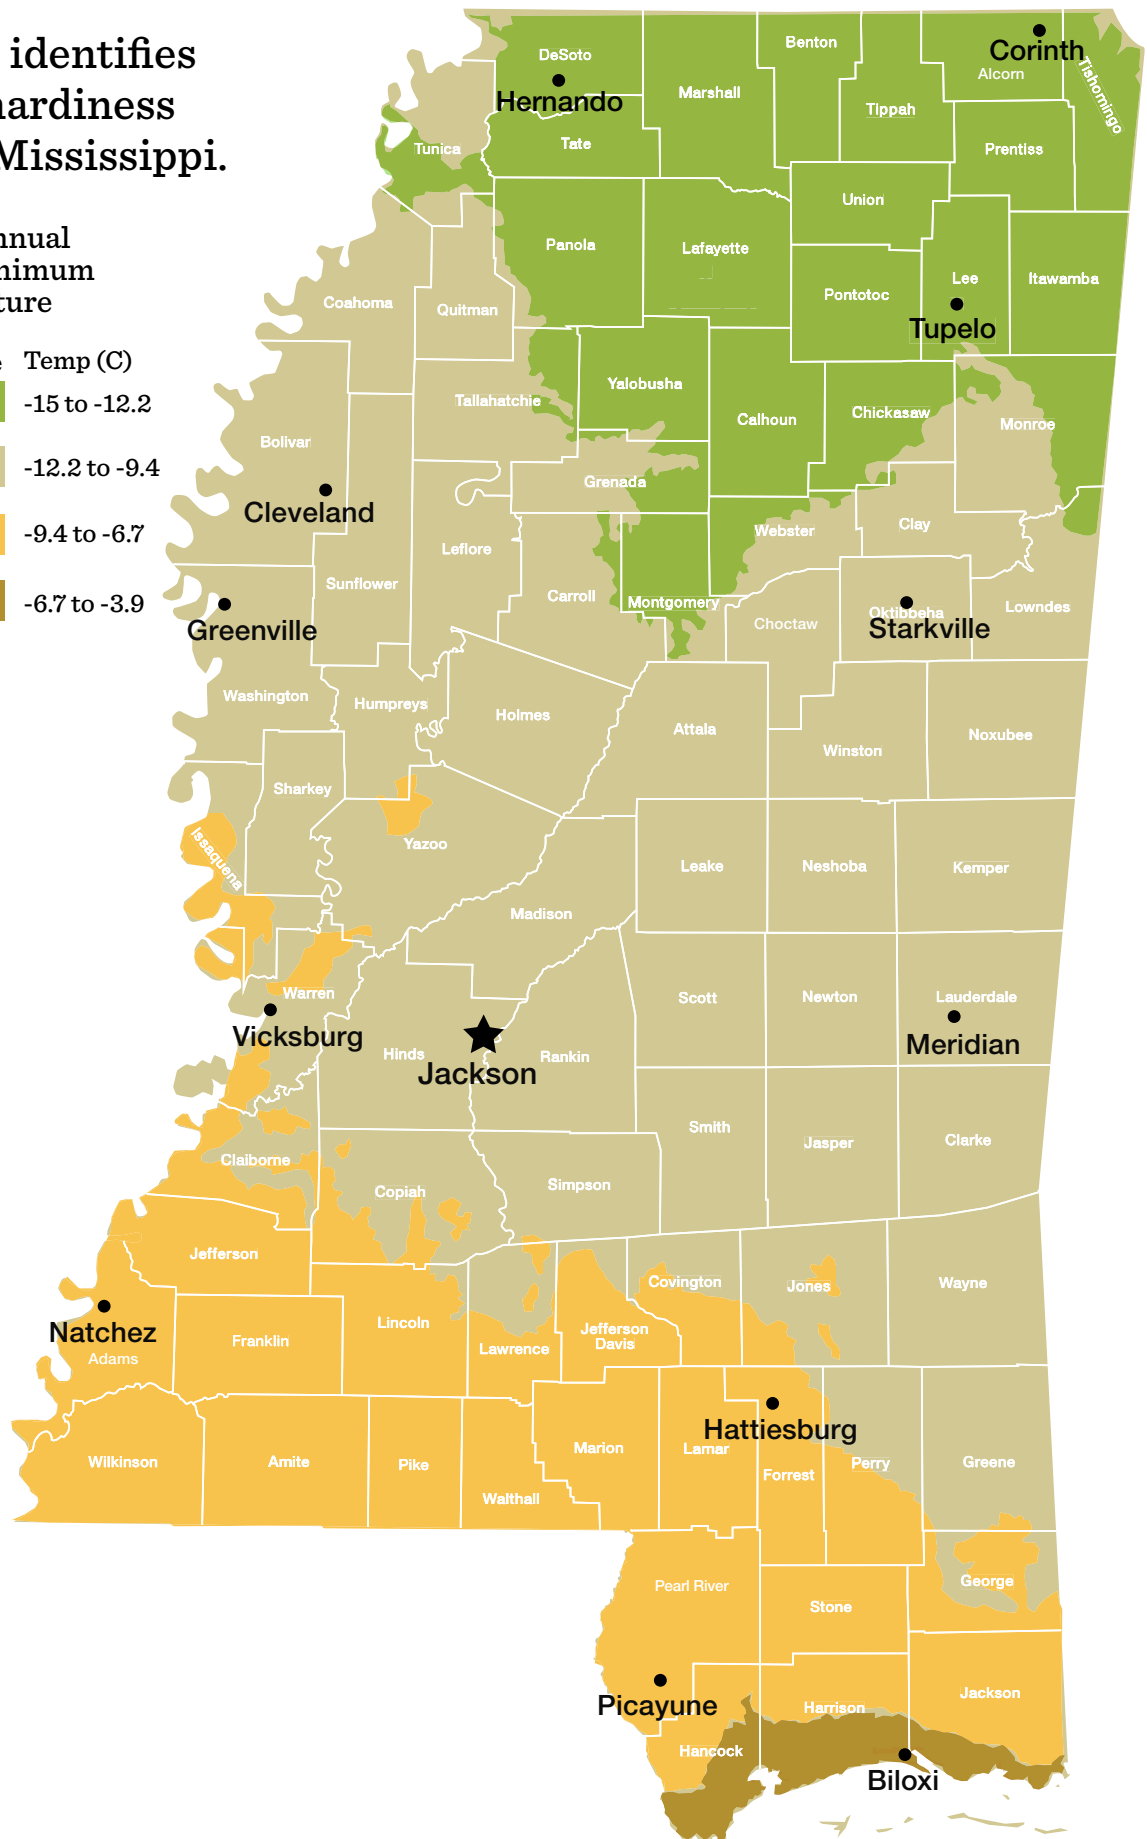 identifies
hardiness
Mississippi.
nnual
nimum
ture
e Temp (C)
-15 to -12.2
-12.2 to -9.4
-9.4 to -6.7
-6.7 to -3.9
DeSoto
Hernando
Marshall
Benton
Tippah
Corinth
Alcorn
Tishomingo
Tunica
Tate
Prentiss
Union
Panola
Lafayette
Pontotoc
Lee
Tupelo
Itawamba
Coahoma
Quitman
Yalobusha
Calhoun
Chickasaw
Monroe
Tallahatchie
Bolivar
Cleveland
Grenada
Webster
Clay
Leflore
Sunflower
Carroll
Montgomery
Choctaw
Oktibbeha
Starkville
Lowndes
Greenville
Washington
Humpreys
Holmes
Attala
Winston
Noxubee
Sharkey
Issaquena
Yazoo
Leake
Neshoba
Kemper
Madison
Warren
Vicksburg
Hinds
Jackson
Rankin
Scott
Newton
Lauderdale
Meridian
Smith
Jasper
Clarke
Claiborne
Copiah
Simpson
Jefferson
Natchez
Adams
Franklin
Lincoln
Lawrence
Jefferson
Davis
Covington
Jones
Wayne
Wilkinson
Amite
Pike
Walthall
Marion
Lamar
Hattiesburg
Forrest
Perry
Greene
Pearl River
Stone
George
Picayune
Hancock
Harrison
Jackson
Biloxi